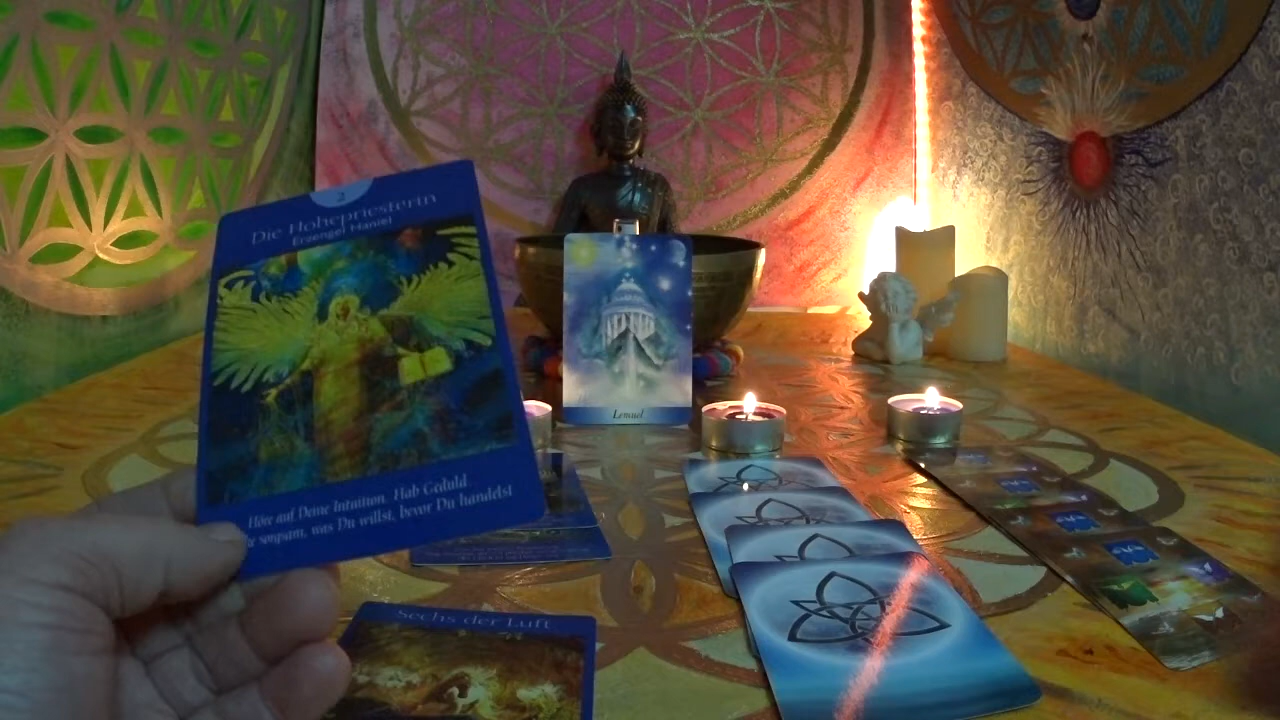 2
Die Hohepriesterin
Erzengel Haniel
Höre auf Deine Intuition. Hab Geduld.
sorgsam, was Du willst, bevor Du handelst
Lemuel
Sechs der Luft